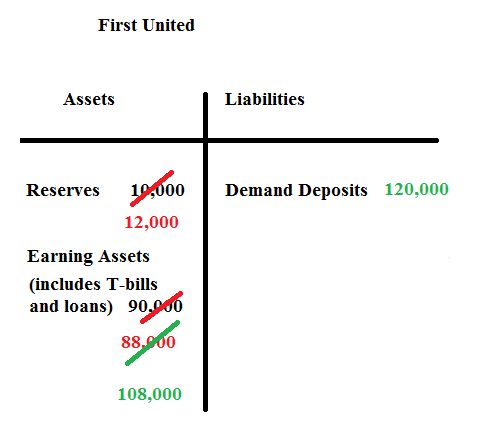 First United
Assets
Liabilities
Reserves 10,000
Demand Deposits 120,000
12,000
Earning Assets
(includes T-bills
and loans) 90,000
88,000
108,000